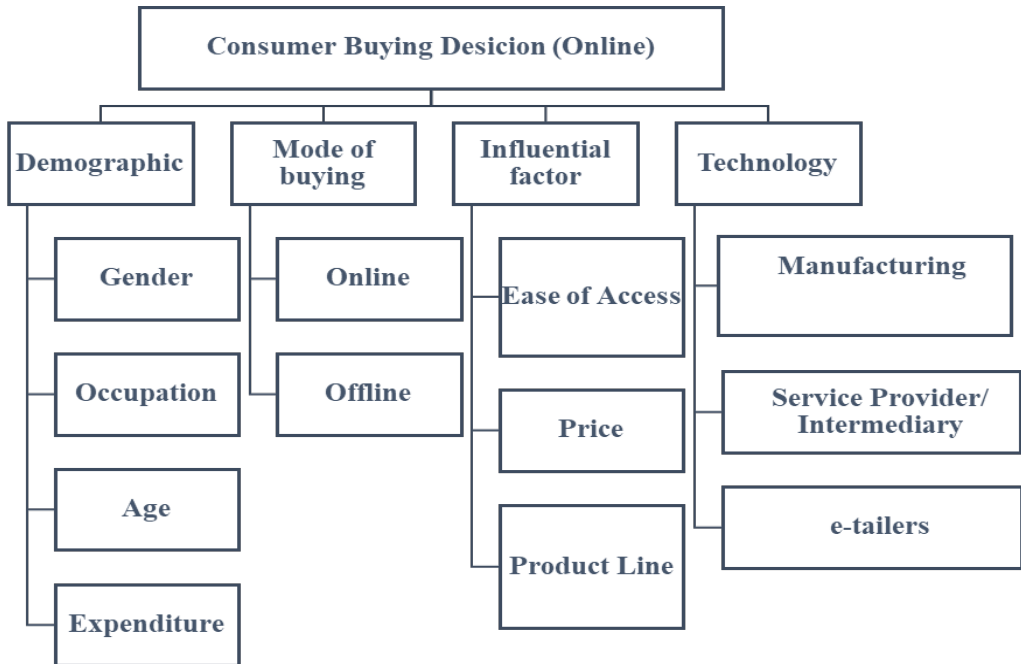 Consumer Buying Desicion (Online)
Demographic
Mode of
buying
Influential
factor
Technology
Gender
Occupation
Age
Expenditure
Online
Offline
Ease of Access
Price
Product Line
Manufacturing
Service Provider/
Intermediary
e-tailers